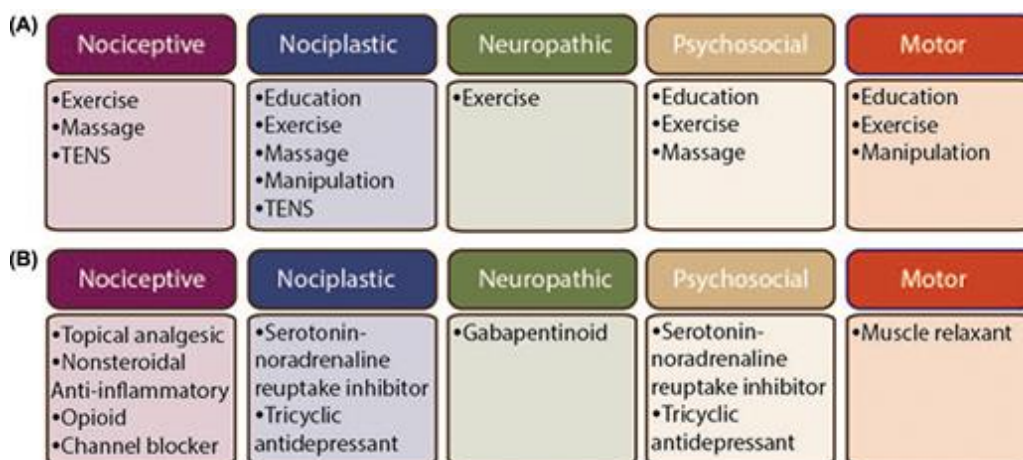 (A)
Nociceptive
Nociplastic
Neuropathic
Psychosocial
Motor
•Exercise
•Massage
•TENS
•Education
•Exercise
•Massage
•Manipulation
•TENS
•Exercise
•Education
•Exercise
•Massage
•Education
•Exercise
•Manipulation
(B)
Nociceptive
Nociplastic
Neuropathic
Psychosocial
Motor
•Topical analgesic
•Nonsteroidal
Anti-inflammatory
•Opioid
•Channel blocker
•Serotonin-
noradrenaline
reuptake inhibitor
•Tricyclic
antidepressant
•Gabapentinoid
•Serotonin-
noradrenaline
reuptake inhibitor
•Tricyclic
antidepressant
•Muscle relaxant